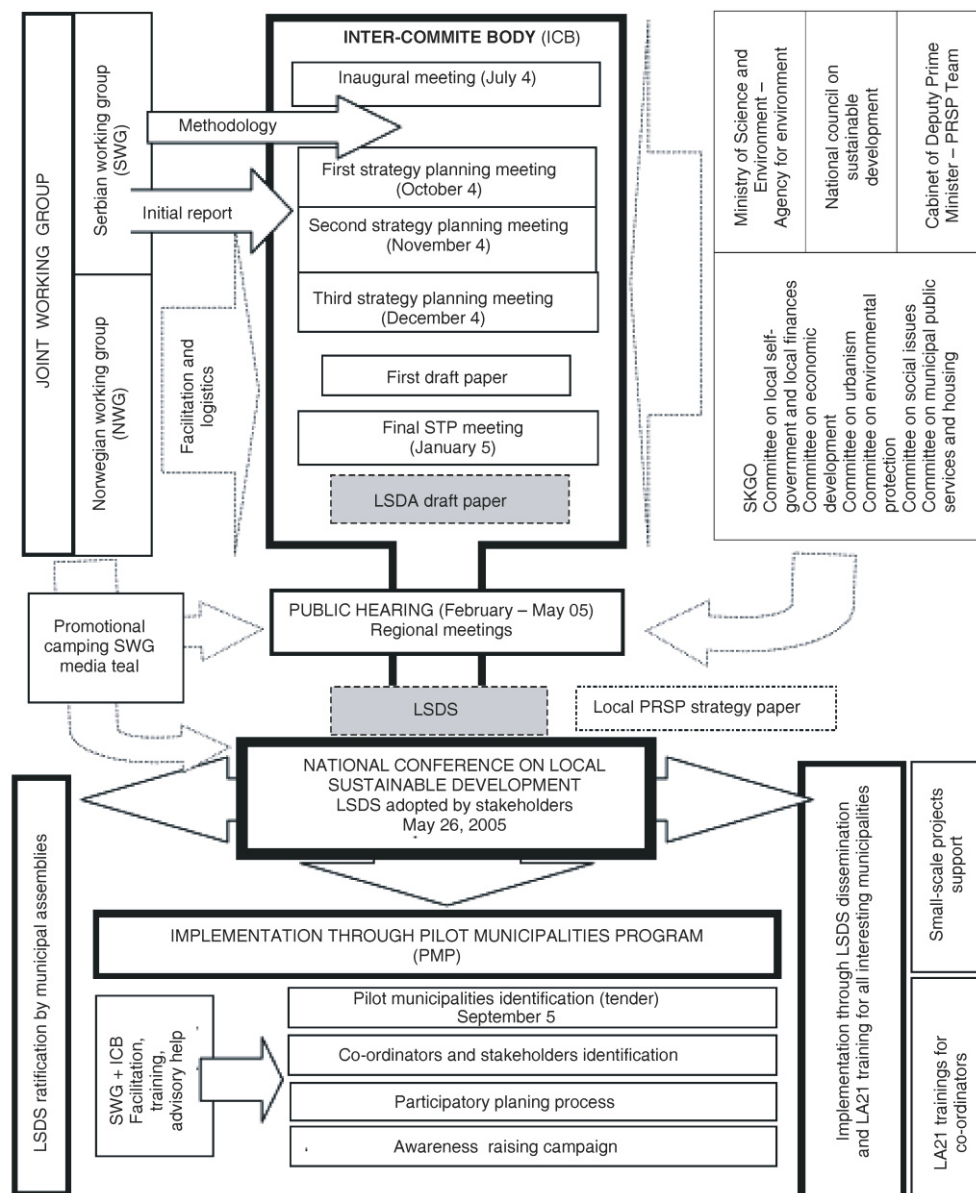 JOINT WORKING GROUP
Serbian working group
(SWG)
Norwegian working group
(NWG)
INTER-COMMITE BODY (ICB)
Inaugural meeting (July 4)
Methodology
First strategy planning meeting
(October 4)
Initial report
Second strategy planning meeting
(November 4)
Third strategy planning meeting
(December 4)
Facilitation and
logistics
First draft paper
Final STP meeting
(January 5)
LSDA draft paper
Ministry of Science and
Environment –
Agency for environment
National council on
sustainable
development
Cabinet of Deputy Prime
Minister – PRSP Team
SKGO
Committee on local self-
government and local finances
Committee on economic
development
Committee on urbanism
Committee on environmental
protection
Committee on social issues
Committee on municipal public
services and housing
Promotional
camping SWG
media teal
PUBLIC HEARING (February – May 05)
Regional meetings
LSDS
Local PRSP strategy paper
NATIONAL CONFERENCE ON LOCAL
SUSTAINABLE DEVELOPMENT
LSDS adopted by stakeholders
May 26, 2005
LSDS ratification by municipal assemblies
IMPLEMENTATION THROUGH PILOT MUNICIPALITIES PROGRAM
(PMP)
SWG + ICB
Facilitation,
training,
advisory help
Pilot municipalities identification (tender)
September 5
Co-ordinators and stakeholders identification
Participatory planing process
Awareness raising campaign
Implementation through LSDS dissemination
and LA21 training for all interesting municipalities
Small-scale projects
support
LA21 trainings for
co-ordinators